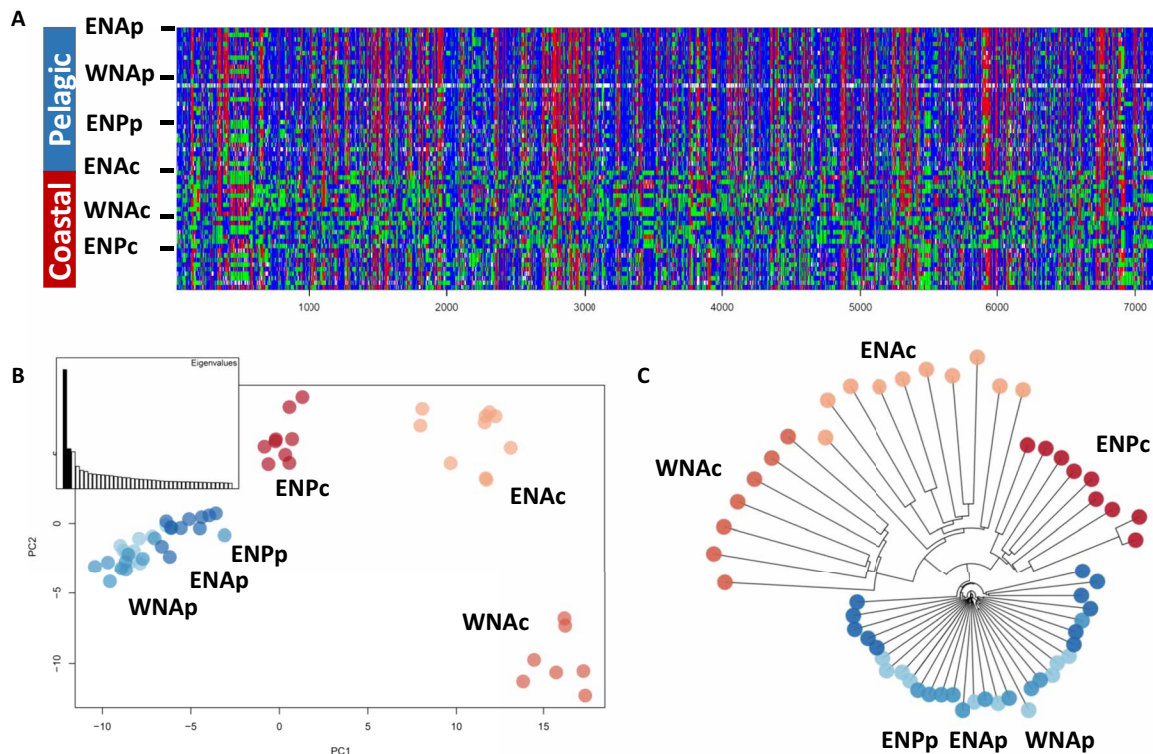 A
Pelagic
Coastal
ENAp
WNAp
ENPp
ENAc
WNAc
ENPc
1000 2000 3000 4000 5000 6000 7000
B
Eigenvalues
ENPc
ENAc
ENPp
ENAp
WNAp
WNAc
PC2
0
−5
−10
−10 −5 0 5 10 15
PC1
C
ENAc
ENPc
WNAc
ENPp ENAp WNAp